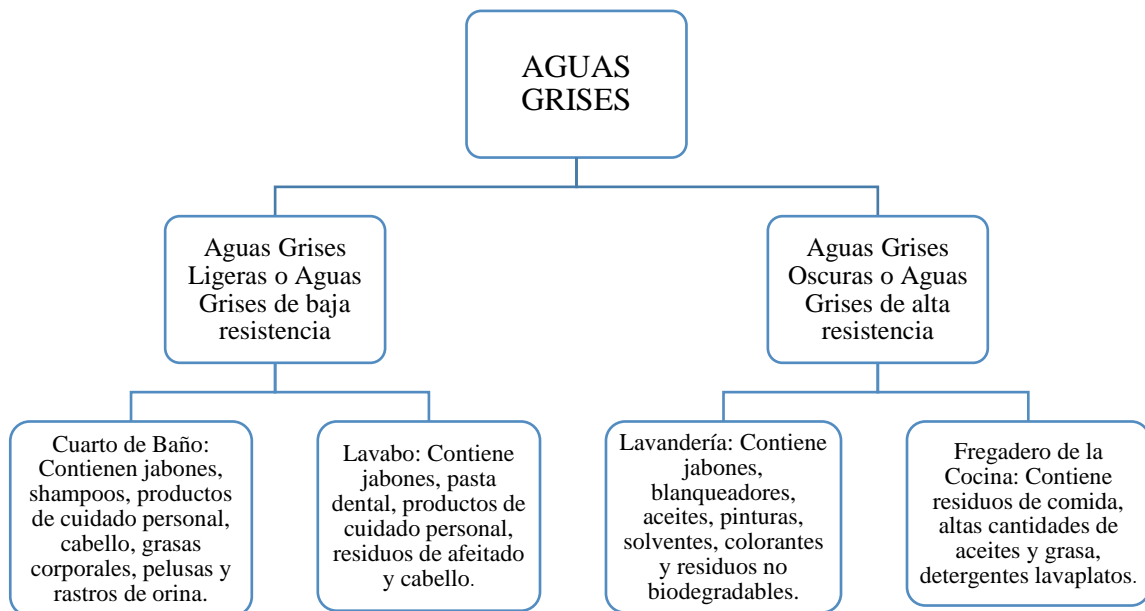 AGUAS
GRISES
Aguas Grises
Ligeras o Aguas
Grises de baja
resistencia
Aguas Grises
Oscuras o Aguas
Grises de alta
resistencia
Cuarto de Baño:
Contienen jabones,
shampoos, productos
de cuidado personal,
cabello, grasas
corporales, pelusas y
rastros de orina.
Lavabo: Contiene
jabones, pasta
dental, productos de
cuidado personal,
residuos de afeitado
y cabello.
Lavandería: Contiene
jabones,
blanqueadores,
aceites, pinturas,
solventes, colorantes
y residuos no
biodegradables.
Fregadero de la
Cocina: Contiene
residuos de comida,
altas cantidades de
aceites y grasa,
detergentes lavaplatos.